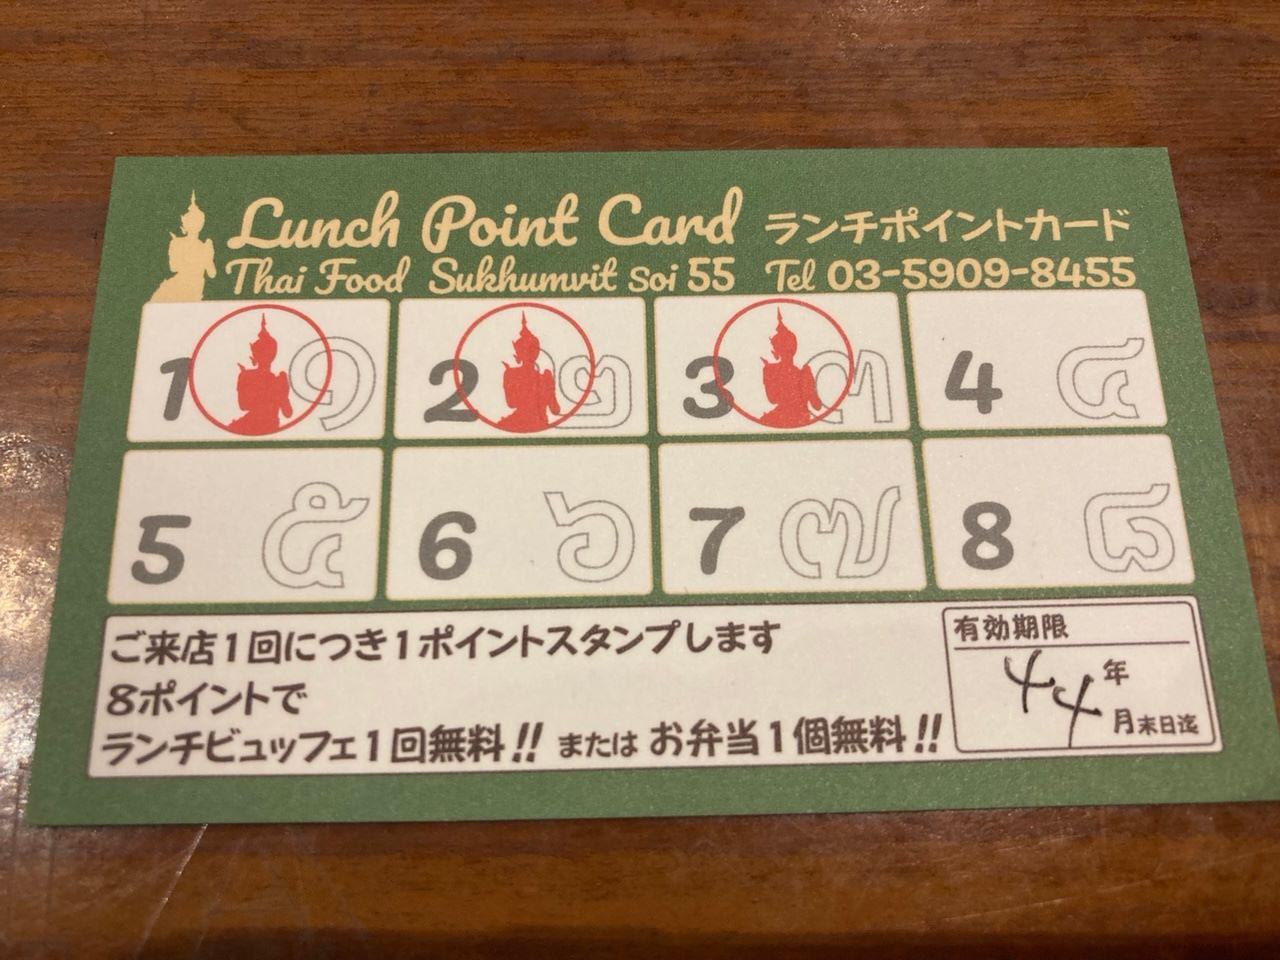 Lunch Point Card ランチポイントカード
Thai Food Sukhumvit Soi 55 Tel 03-5909-8455
1 ๑ 2 ๒ 3 ๓ 4 ๔
5 ๕ 6 ๖ 7 ๗ 8 ๘
ご来店1回につき1ポイントスタンプします
8ポイントで
ランチビュッフェ1回無料!! または お弁当1個無料!!
有効期限
4年
4月末日迄